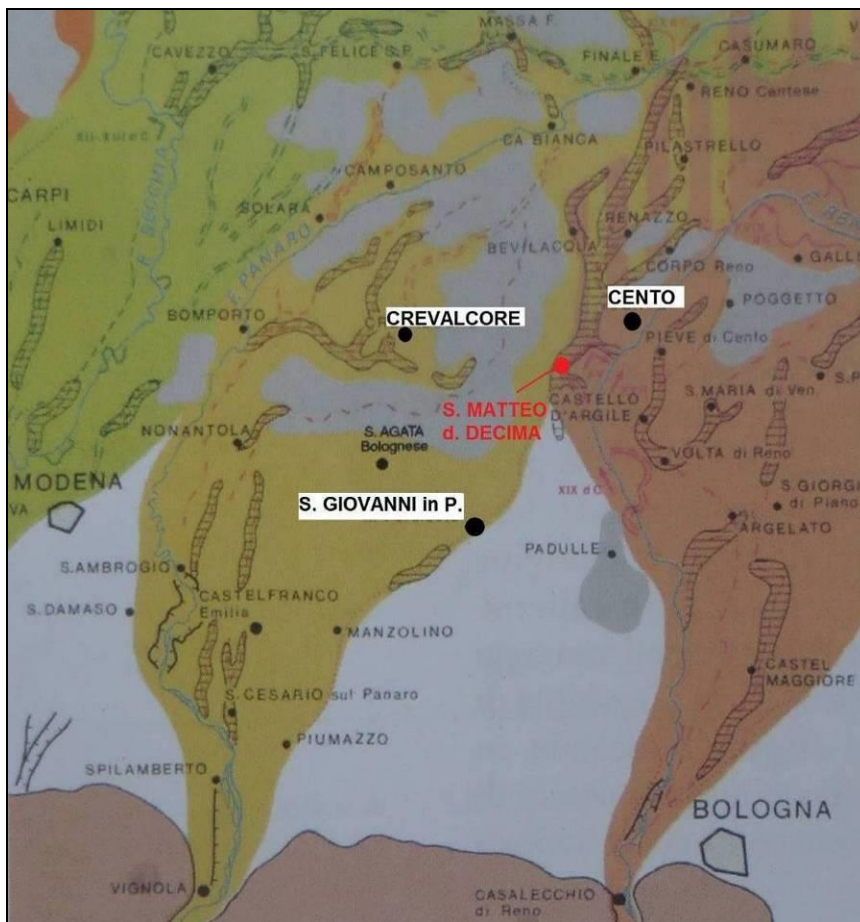 MASSA F.
CAVEZZO
S. FELICE S. P.
FINALE E.
CASUMARO
RENO Centese
CA BIANCA
PILASTRELLO
CARPI
CAMPOSANTO
LIMIDI
F. SECCHIA
SOLARA
F. PANARO
RENAZZO
BEVILACQUA
CORPO Reno
GALL
BOMPORTO
CREVALCORE
CENTO
POGGETTO
PIEVE di Cento
S. MATTEO
d. DECIMA
CASTELLO
D'ARGILE
S. MARIA di Ven.
S. P
NONANTOLA
S. AGATA
Bolognese
VOLTA di Reno
MODENA
S. GIOVANNI in P.
XIX d C
S. GIORG
di Piano
ARGELATO
PADULLE
S. AMBROGIO
S. DAMASO
CASTELFRANCO
Emilia
MANZOLINO
CASTEL
MAGGIORE
S. CESARIO sul Panaro
PIUMAZZO
SPILAMBERTO
BOLOGNA
VIGNOLA
CASALECCHIO
di Reno